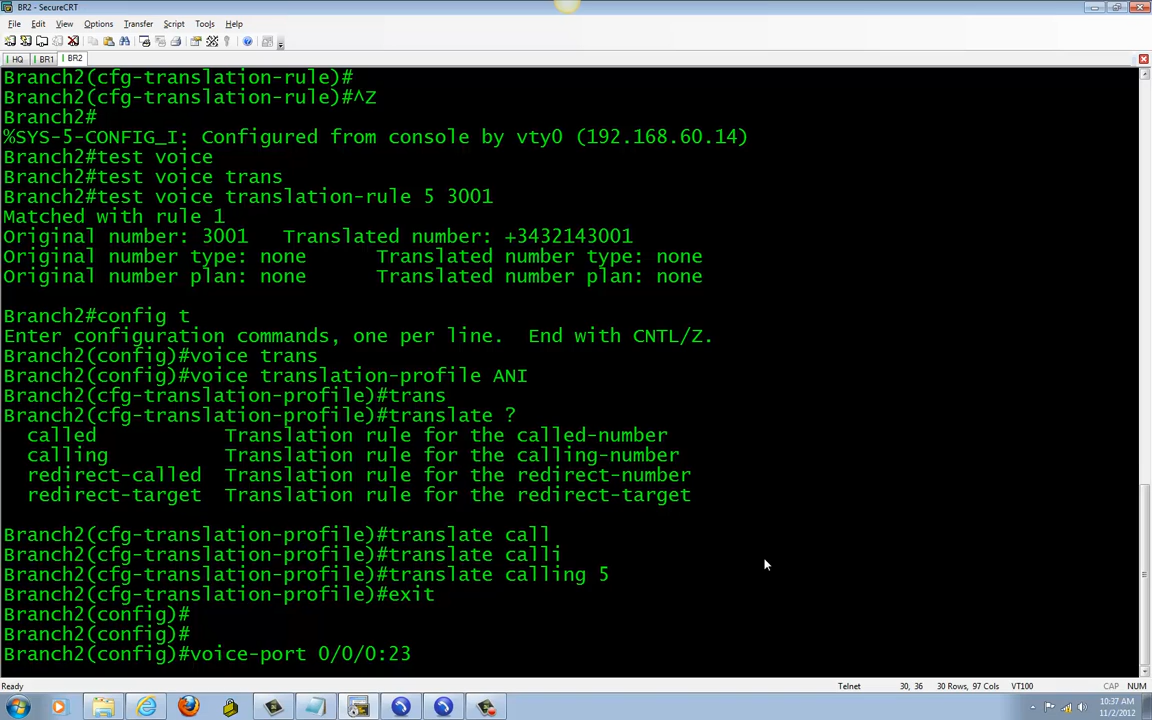 BR2 - SecureCRT
File Edit View Options Transfer Script Tools Help
HQ BR1 BR2
Branch2(cfg-translation-rule)#
Branch2(cfg-translation-rule)#^Z
Branch2#
%SYS-5-CONFIG_I: Configured from console by vty0 (192.168.60.14)
Branch2#test voice
Branch2#test voice trans
Branch2#test voice translation-rule 5 3001
Matched with rule 1
Original number: 3001 Translated number: +3432143001
Original number type: none Translated number type: none
Original number plan: none Translated number plan: none
Branch2#config t
Enter configuration commands, one per line. End with CNTL/Z.
Branch2(config)#voice trans
Branch2(config)#voice translation-profile ANI
Branch2(cfg-translation-profile)#trans
Branch2(cfg-translation-profile)#translate ?
called Translation rule for the called-number
calling Translation rule for the calling-number
redirect-called Translation rule for the redirect-number
redirect-target Translation rule for the redirect-target
Branch2(cfg-translation-profile)#translate call
Branch2(cfg-translation-profile)#translate calli
Branch2(cfg-translation-profile)#translate calling 5
Branch2(cfg-translation-profile)#exit
Branch2(config)#
Branch2(config)#
Branch2(config)#voice-port 0/0/0:23
Ready Telnet 30, 36 30 Rows, 97 Cols VT100 CAP NUM
10:37 AM
11/2/2012